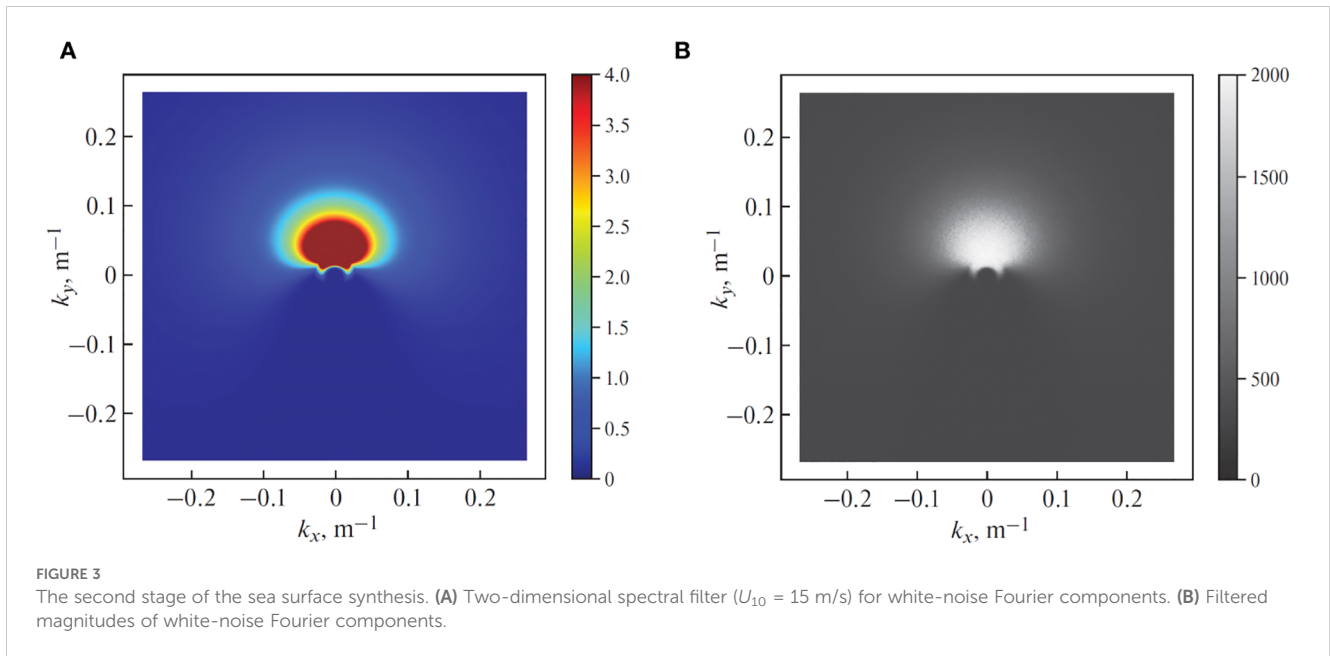 A
B
4.0
3.5
3.0
2.5
2.0
1.5
1.0
0.5
0
0.2
0.1
0
−0.1
−0.2
k_y, m⁻¹
−0.2 −0.1 0 0.1 0.2
k_x, m⁻¹
2000
1500
1000
500
0
0.2
0.1
0
−0.1
−0.2
k_y, m⁻¹
−0.2 −0.1 0 0.1 0.2
k_x, m⁻¹
FIGURE 3
The second stage of the sea surface synthesis. (A) Two-dimensional spectral filter (U₁₀ = 15 m/s) for white-noise Fourier components. (B) Filtered
magnitudes of white-noise Fourier components.